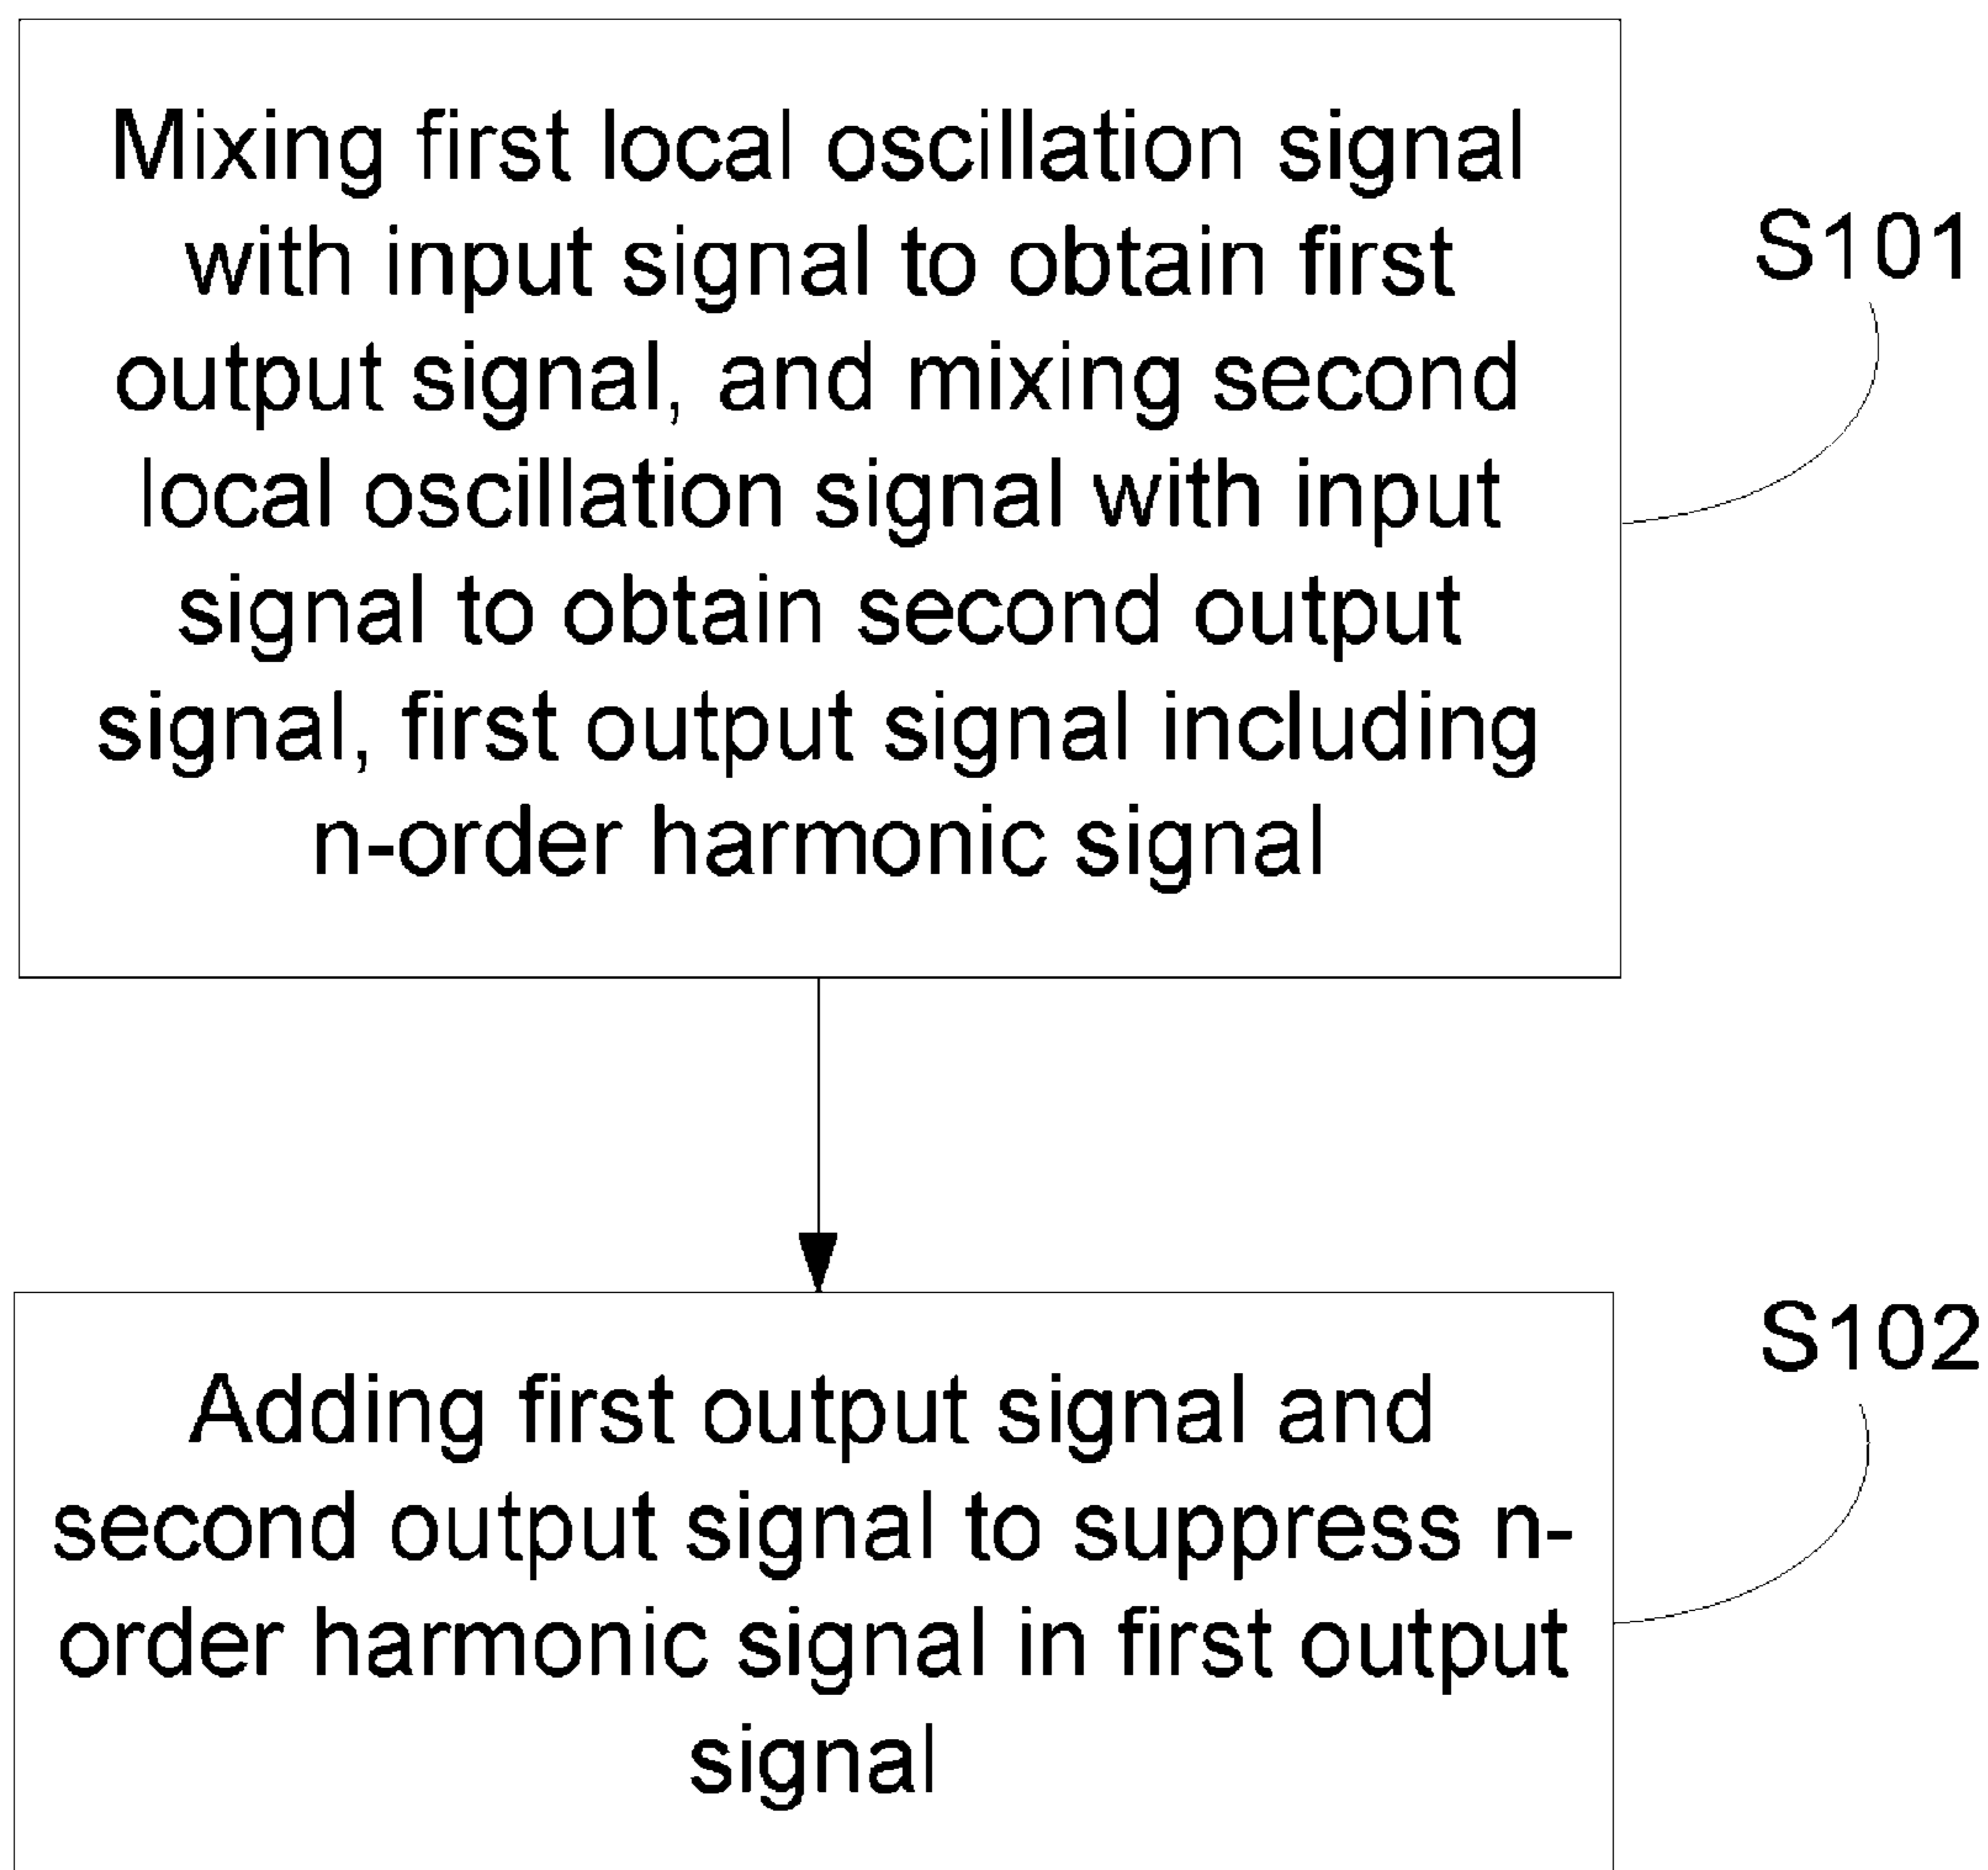 Mixing first local oscillation signal
with input signal to obtain first
output signal, and mixing second
local oscillation signal with input
signal to obtain second output
signal, first output signal including
n-order harmonic signal
S101
Adding first output signal and
second output signal to suppress n-
order harmonic signal in first output
signal
S102